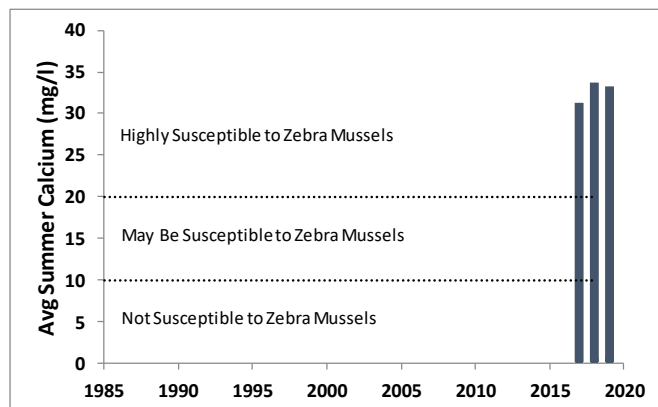 Avg Summer Calcium (mg/l)
40
35
30
25
20
15
10
5
0
Highly Susceptible to Zebra Mussels
May Be Susceptible to Zebra Mussels
Not Susceptible to Zebra Mussels
1985 1990 1995 2000 2005 2010 2015 2020